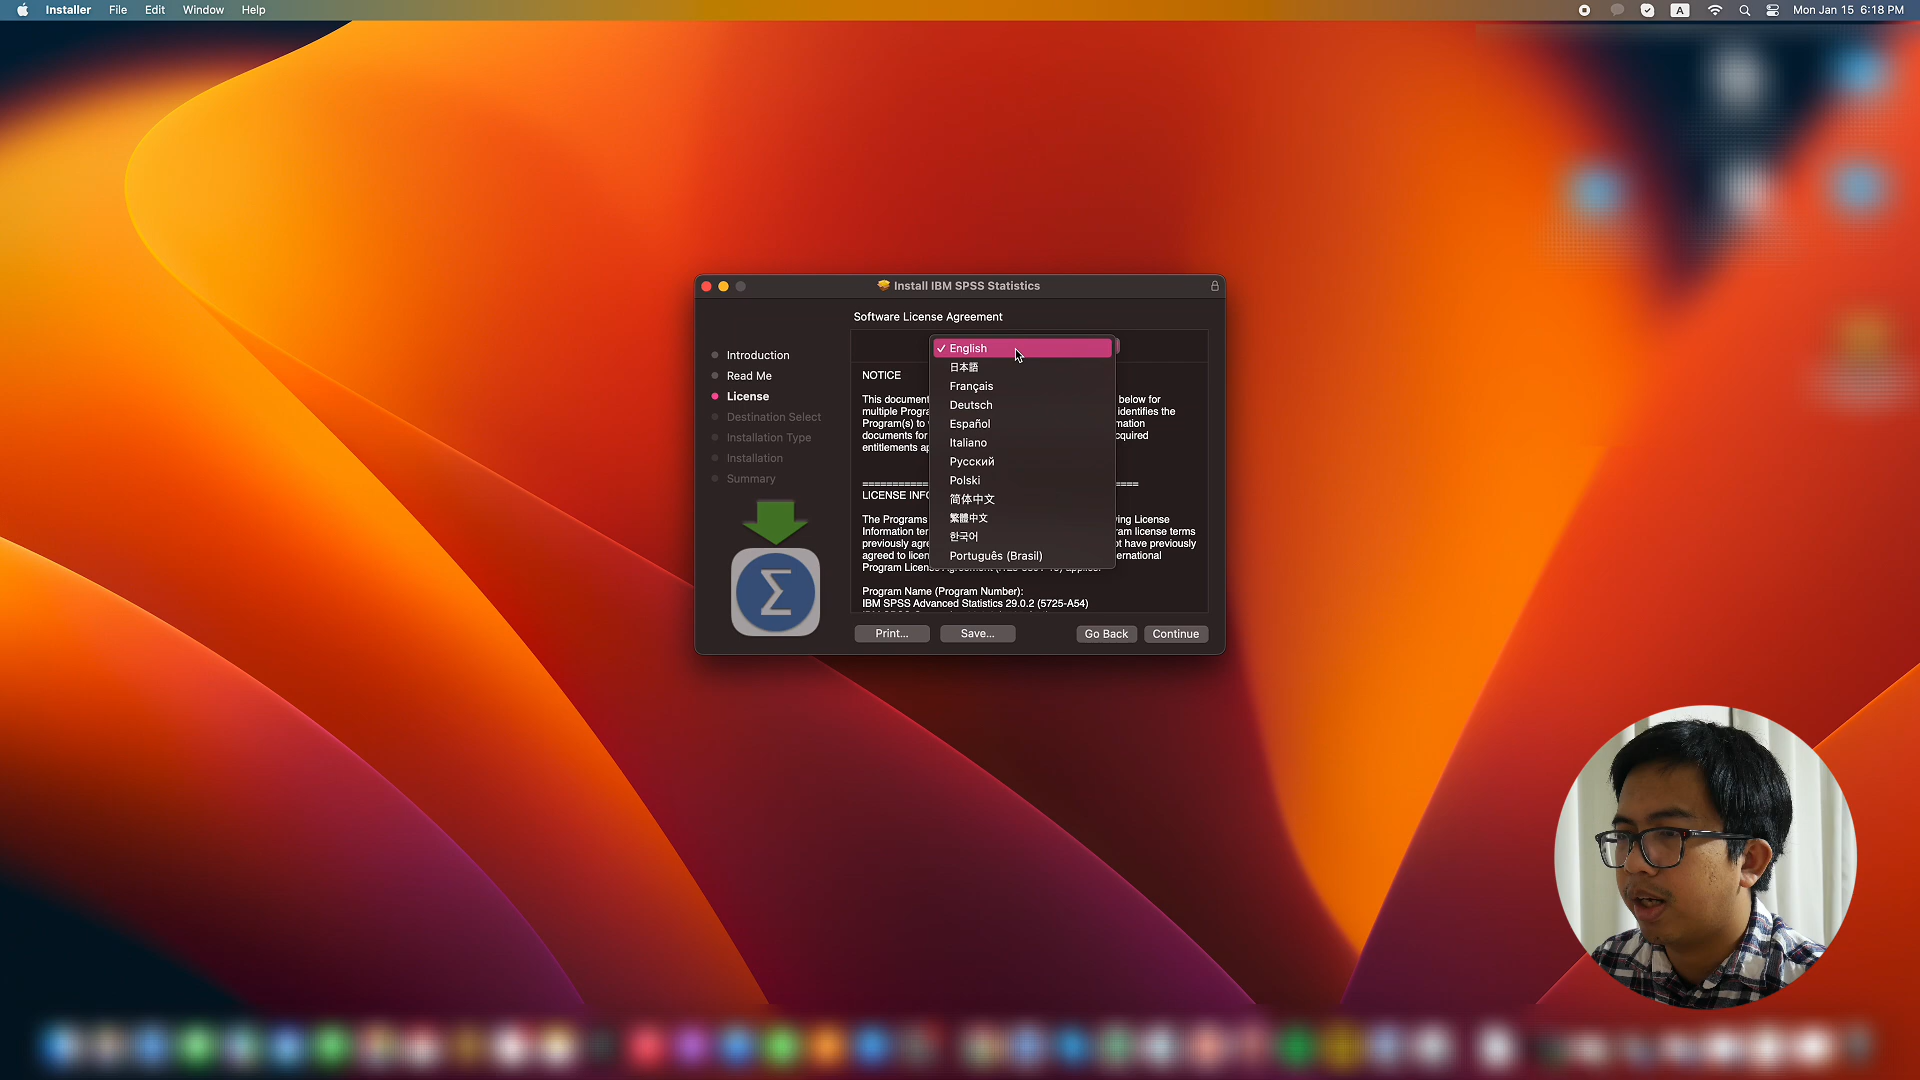 Installer File Edit Window Help
A Mon Jan 15 6:18 PM
Install IBM SPSS Statistics
Software License Agreement
Introduction
Read Me
License
Destination Select
Installation Type
Installation
Summary
English
日本語
Français
Deutsch
Español
Italiano
Русский
Polski
简体中文
繁體中文
한국어
Português (Brasil)
NOTICE
This document below for
multiple Progra identifies the
Program(s) to mation
documents for cquired
entitlements ap
=========== ====
LICENSE INFO
The Programs ving License
Information ter ram license terms
previously agre ot have previously
agreed to licen ernational
Program License
Program Name (Program Number):
IBM SPSS Advanced Statistics 29.0.2 (5725-A54)
Print... Save... Go Back Continue
Σ